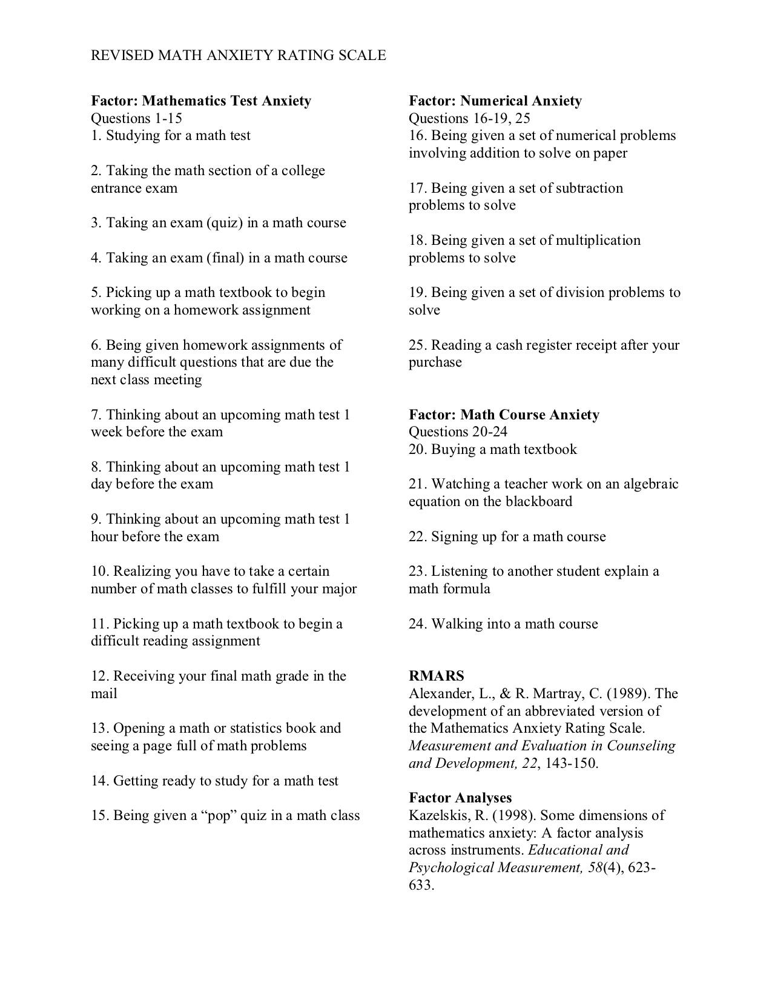 REVISED MATH ANXIETY RATING SCALE
Factor: Mathematics Test Anxiety
Questions 1-15
1. Studying for a math test
2. Taking the math section of a college
entrance exam
3. Taking an exam (quiz) in a math course
4. Taking an exam (final) in a math course
5. Picking up a math textbook to begin
working on a homework assignment
6. Being given homework assignments of
many difficult questions that are due the
next class meeting
7. Thinking about an upcoming math test 1
week before the exam
8. Thinking about an upcoming math test 1
day before the exam
9. Thinking about an upcoming math test 1
hour before the exam
10. Realizing you have to take a certain
number of math classes to fulfill your major
11. Picking up a math textbook to begin a
difficult reading assignment
12. Receiving your final math grade in the
mail
13. Opening a math or statistics book and
seeing a page full of math problems
14. Getting ready to study for a math test
15. Being given a “pop” quiz in a math class
Factor: Numerical Anxiety
Questions 16-19, 25
16. Being given a set of numerical problems
involving addition to solve on paper
17. Being given a set of subtraction
problems to solve
18. Being given a set of multiplication
problems to solve
19. Being given a set of division problems to
solve
25. Reading a cash register receipt after your
purchase
Factor: Math Course Anxiety
Questions 20-24
20. Buying a math textbook
21. Watching a teacher work on an algebraic
equation on the blackboard
22. Signing up for a math course
23. Listening to another student explain a
math formula
24. Walking into a math course
RMARS
Alexander, L., & R. Martray, C. (1989). The
development of an abbreviated version of
the Mathematics Anxiety Rating Scale.
Measurement and Evaluation in Counseling
and Development, 22, 143-150.
Factor Analyses
Kazelskis, R. (1998). Some dimensions of
mathematics anxiety: A factor analysis
across instruments. Educational and
Psychological Measurement, 58(4), 623-
633.